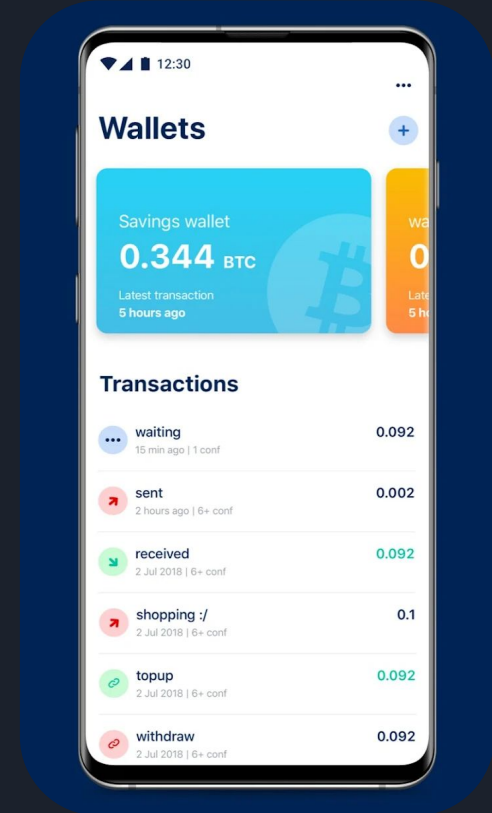 12:30
Wallets
Savings wallet
0.344 BTC
Latest transaction
5 hours ago
Transactions
waiting
0.092
15 min ago | 1 conf
sent
0.002
2 hours ago | 6+ conf
received
0.092
2 Jul 2018 | 6+ conf
shopping :/
0.1
2 Jul 2018 | 6+ conf
topup
0.092
2 Jul 2018 | 6+ conf
withdraw
0.092
2 Jul 2018 | 6+ conf